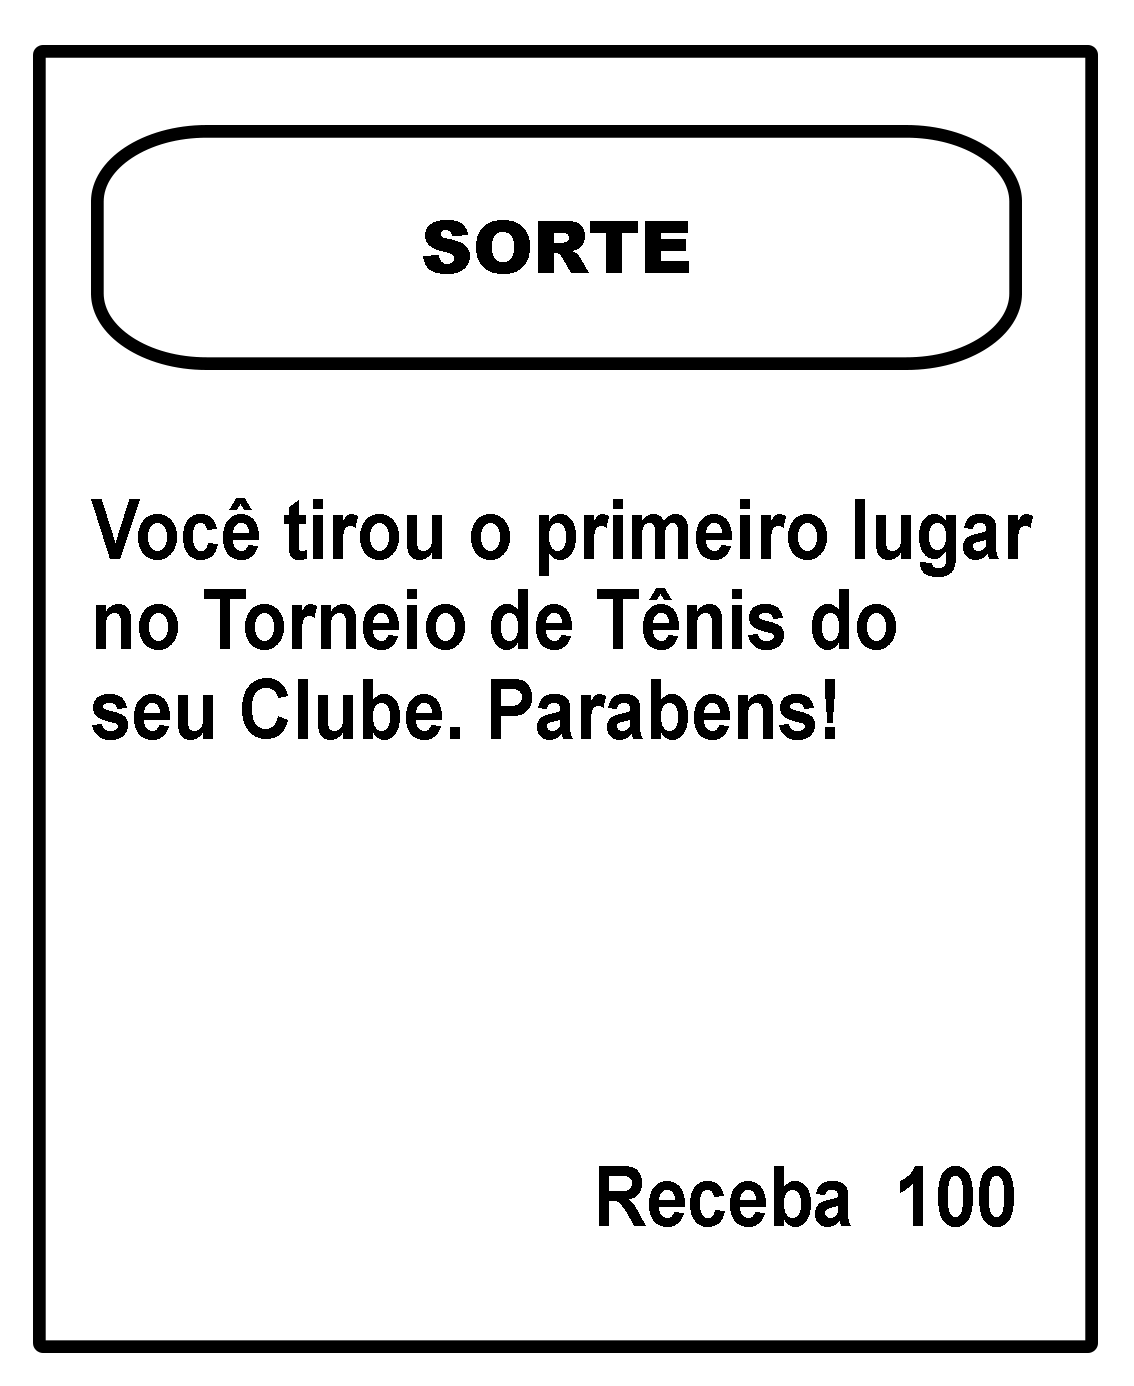 SORTE
Você tirou o primeiro lugar
no Torneio de Tênis do
seu Clube. Parabens!
Receba 100